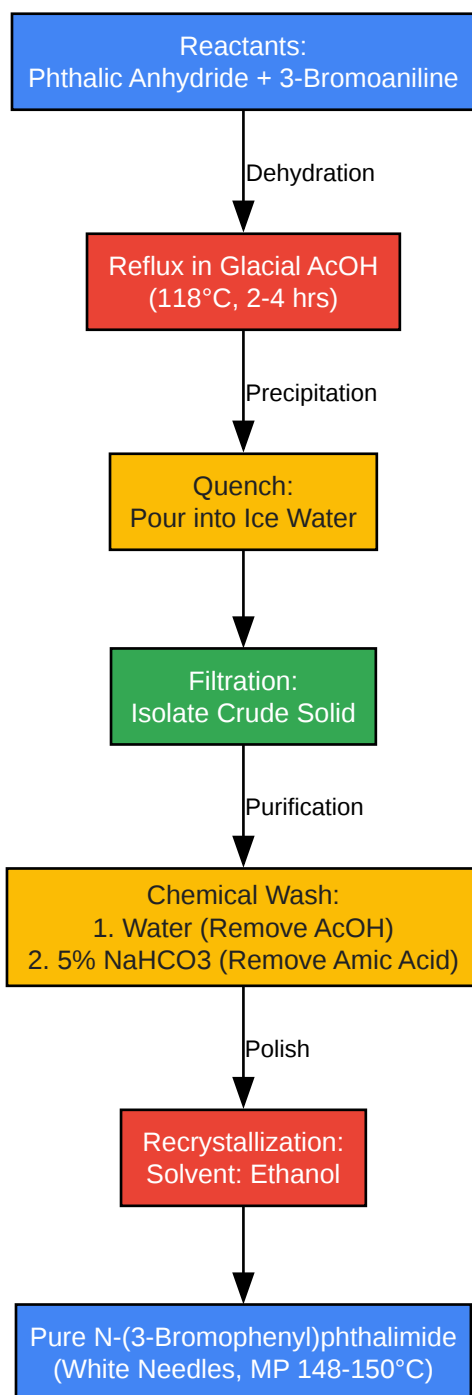 Reactants:
Phthalic Anhydride + 3-Bromoaniline
Dehydration
Reflux in Glacial AcOH
(118°C, 2-4 hrs)
Precipitation
Quench:
Pour into Ice Water
Filtration:
Isolate Crude Solid
Purification
Chemical Wash:
1. Water (Remove AcOH)
2. 5% NaHCO3 (Remove Amic Acid)
Polish
Recrystallization:
Solvent: Ethanol
Pure N-(3-Bromophenyl)phthalimide
(White Needles, MP 148-150°C)